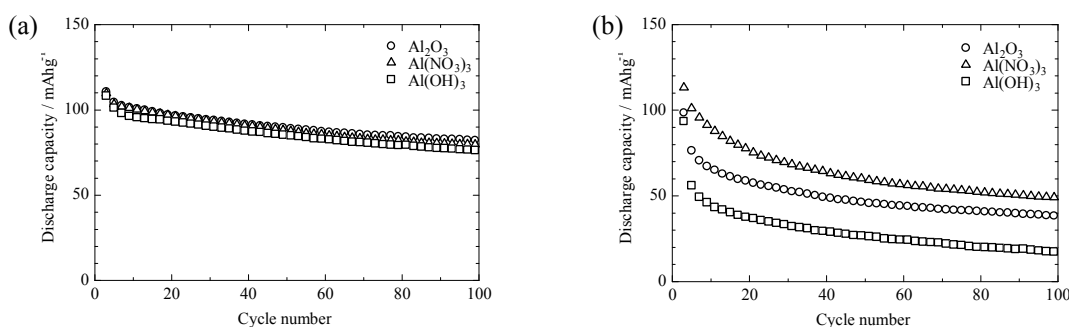 (a)
150
100
50
0
Discharge capacity / mAhg-1
Al2O3
Al(NO3)3
Al(OH)3
0 20 40 60 80 100
Cycle number
(b)
150
100
50
0
Discharge capacity / mAhg-1
Al2O3
Al(NO3)3
Al(OH)3
0 20 40 60 80 100
Cycle number